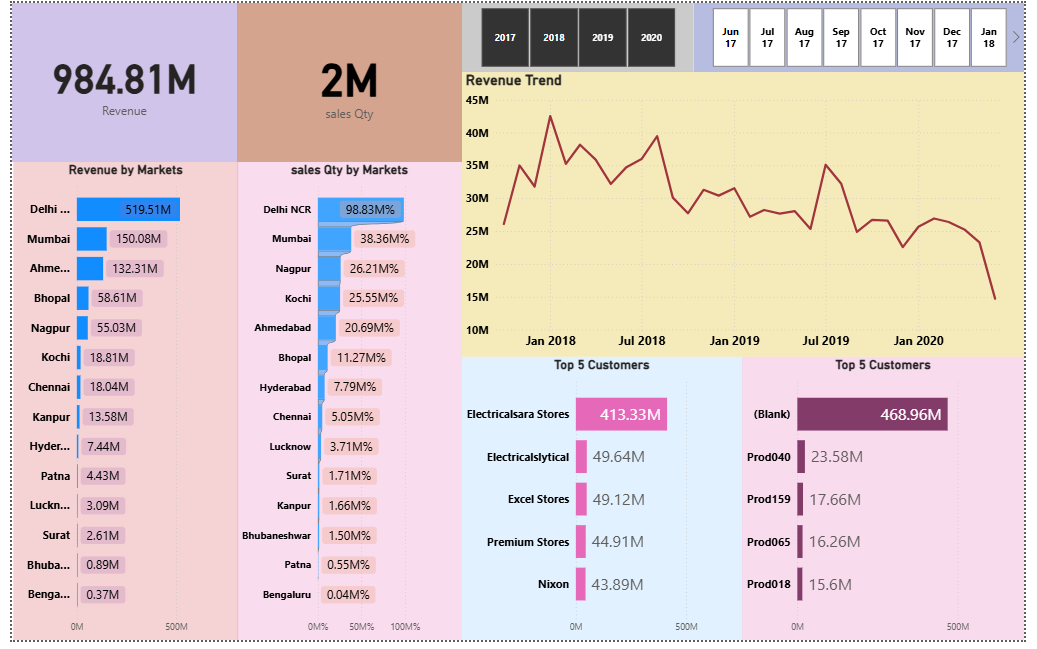 984.81M
Revenue
2M
sales Qty
2017 2018 2019 2020
Jun 17 Jul 17 Aug 17 Sep 17 Oct 17 Nov 17 Dec 17 Jan 18
Revenue Trend
45M
40M
35M
30M
25M
20M
15M
10M
Jan 2018 Jul 2018 Jan 2019 Jul 2019 Jan 2020
Revenue by Markets
Delhi ... 519.51M
Mumbai 150.08M
Ahme... 132.31M
Bhopal 58.61M
Nagpur 55.03M
Kochi 18.81M
Chennai 18.04M
Kanpur 13.58M
Hyder... 7.44M
Patna 4.43M
Luckn... 3.09M
Surat 2.61M
Bhuba... 0.89M
Benga... 0.37M
0M 500M
sales Qty by Markets
Delhi NCR 98.83M%
Mumbai 38.36M%
Nagpur 26.21M%
Kochi 25.55M%
Ahmedabad 20.69M%
Bhopal 11.27M%
Hyderabad 7.79M%
Chennai 5.05M%
Lucknow 3.71M%
Surat 1.71M%
Kanpur 1.66M%
Bhubaneshwar 1.50M%
Patna 0.55M%
Bengaluru 0.04M%
0M% 50M% 100M%
Top 5 Customers
Electricalsara Stores 413.33M
Electricalslytical 49.64M
Excel Stores 49.12M
Premium Stores 44.91M
Nixon 43.89M
0M 500M
Top 5 Customers
(Blank) 468.96M
Prod040 23.58M
Prod159 17.66M
Prod065 16.26M
Prod018 15.6M
0M 500M